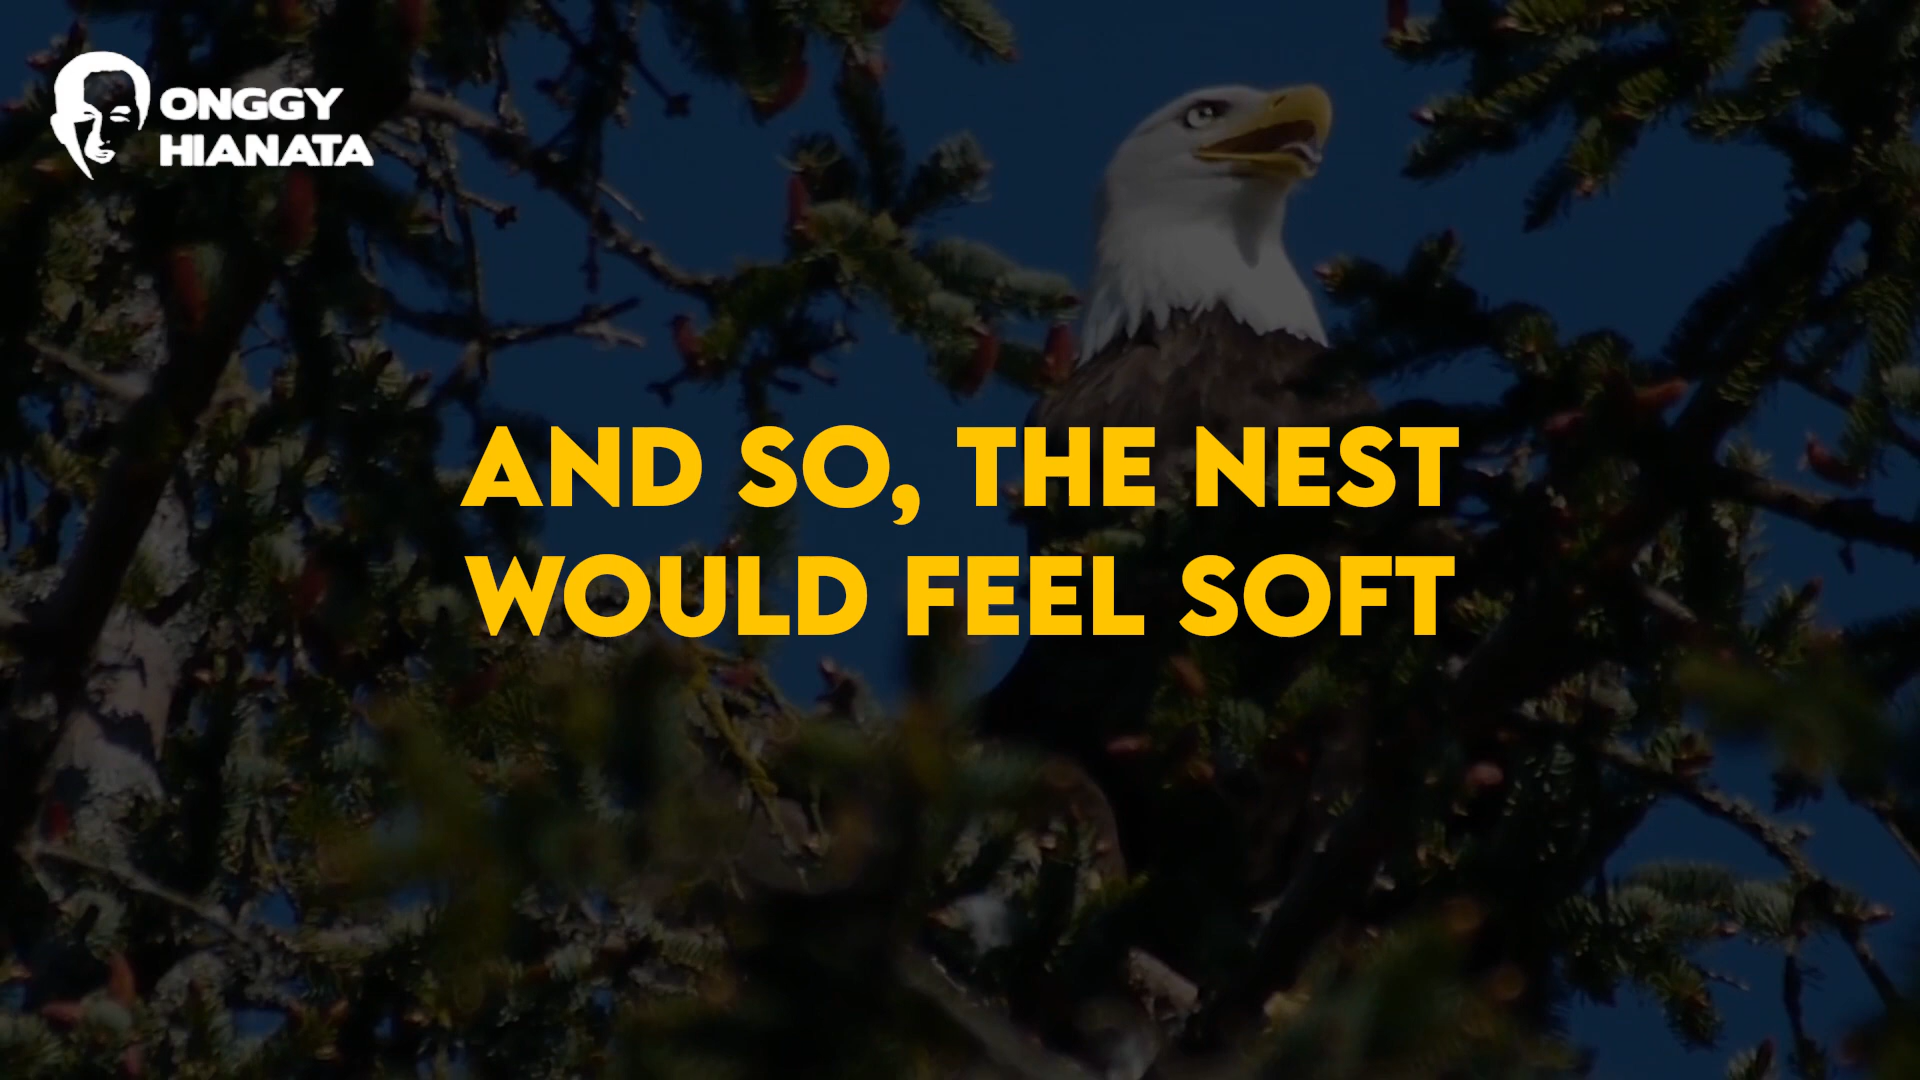 ONGGY
HIANATA
AND SO, THE NEST
WOULD FEEL SOFT